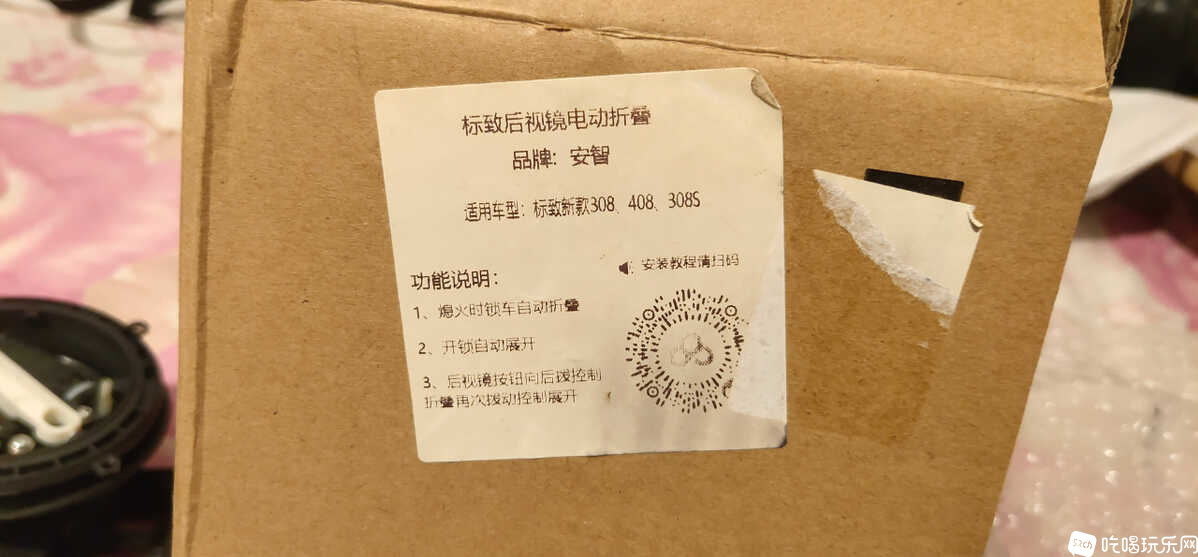 标致后视镜电动折叠
品牌：安智
适用车型：标致新款308、408、308S
功能说明：
1、熄火时锁车自动折叠
2、开锁自动展开
3、后视镜按钮向后拨控制
折叠再次拨动控制展开
安装教程请扫码
吃喝玩乐网